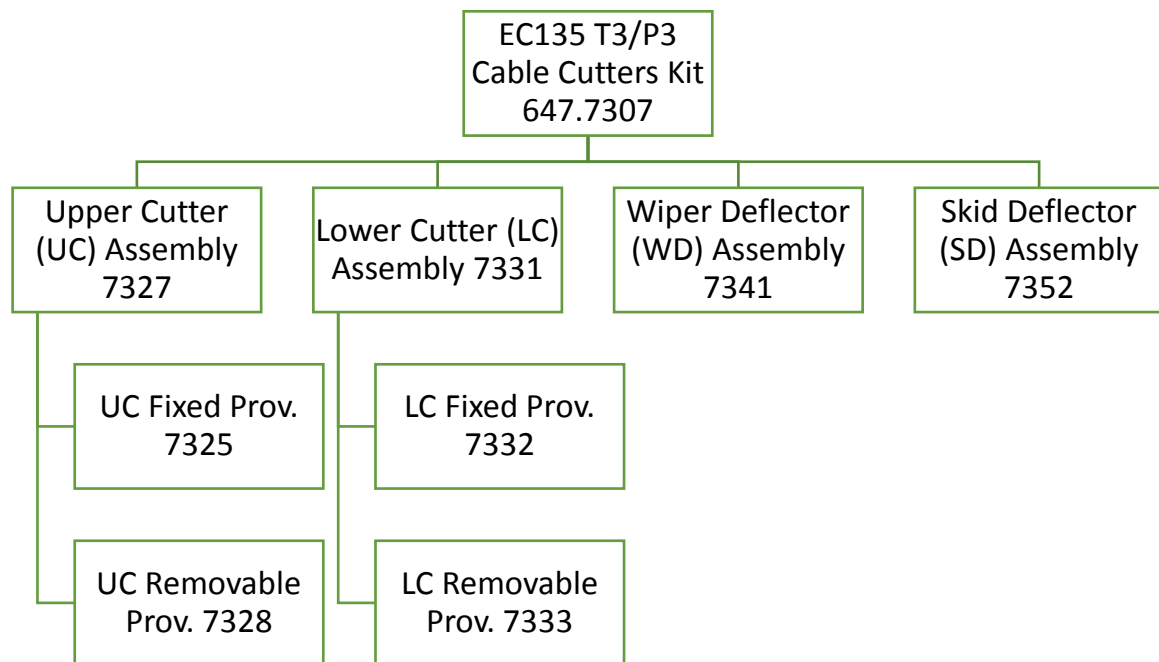 EC135 T3/P3
Cable Cutters Kit
647.7307
Upper Cutter
(UC) Assembly
7327
Lower Cutter (LC)
Assembly 7331
Wiper Deflector
(WD) Assembly
7341
Skid Deflector
(SD) Assembly
7352
UC Fixed Prov.
7325
LC Fixed Prov.
7332
UC Removable
Prov. 7328
LC Removable
Prov. 7333